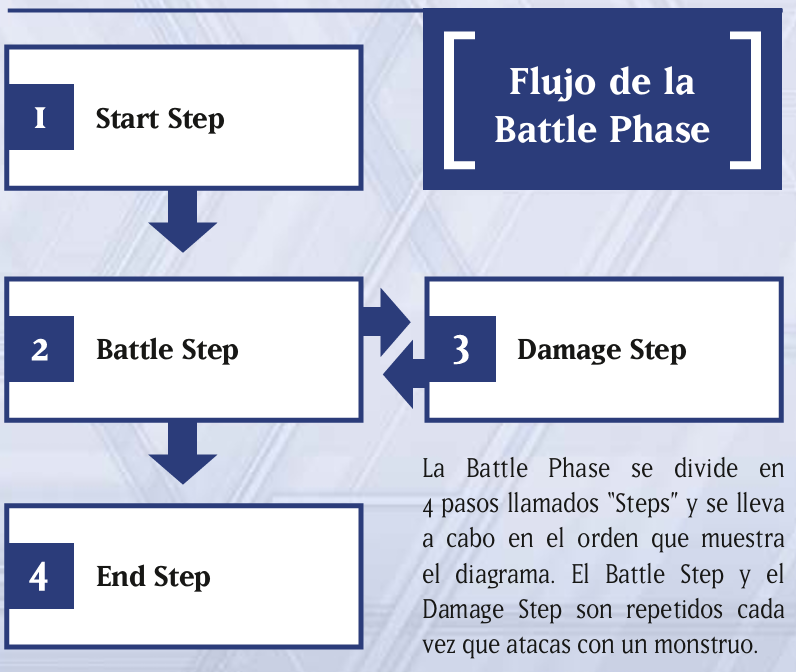 Flujo de la
Battle Phase
1 Start Step
2 Battle Step
3 Damage Step
4 End Step
La Battle Phase se divide en
4 pasos llamados "Steps" y se lleva
a cabo en el orden que muestra
el diagrama. El Battle Step y el
Damage Step son repetidos cada
vez que atacas con un monstruo.